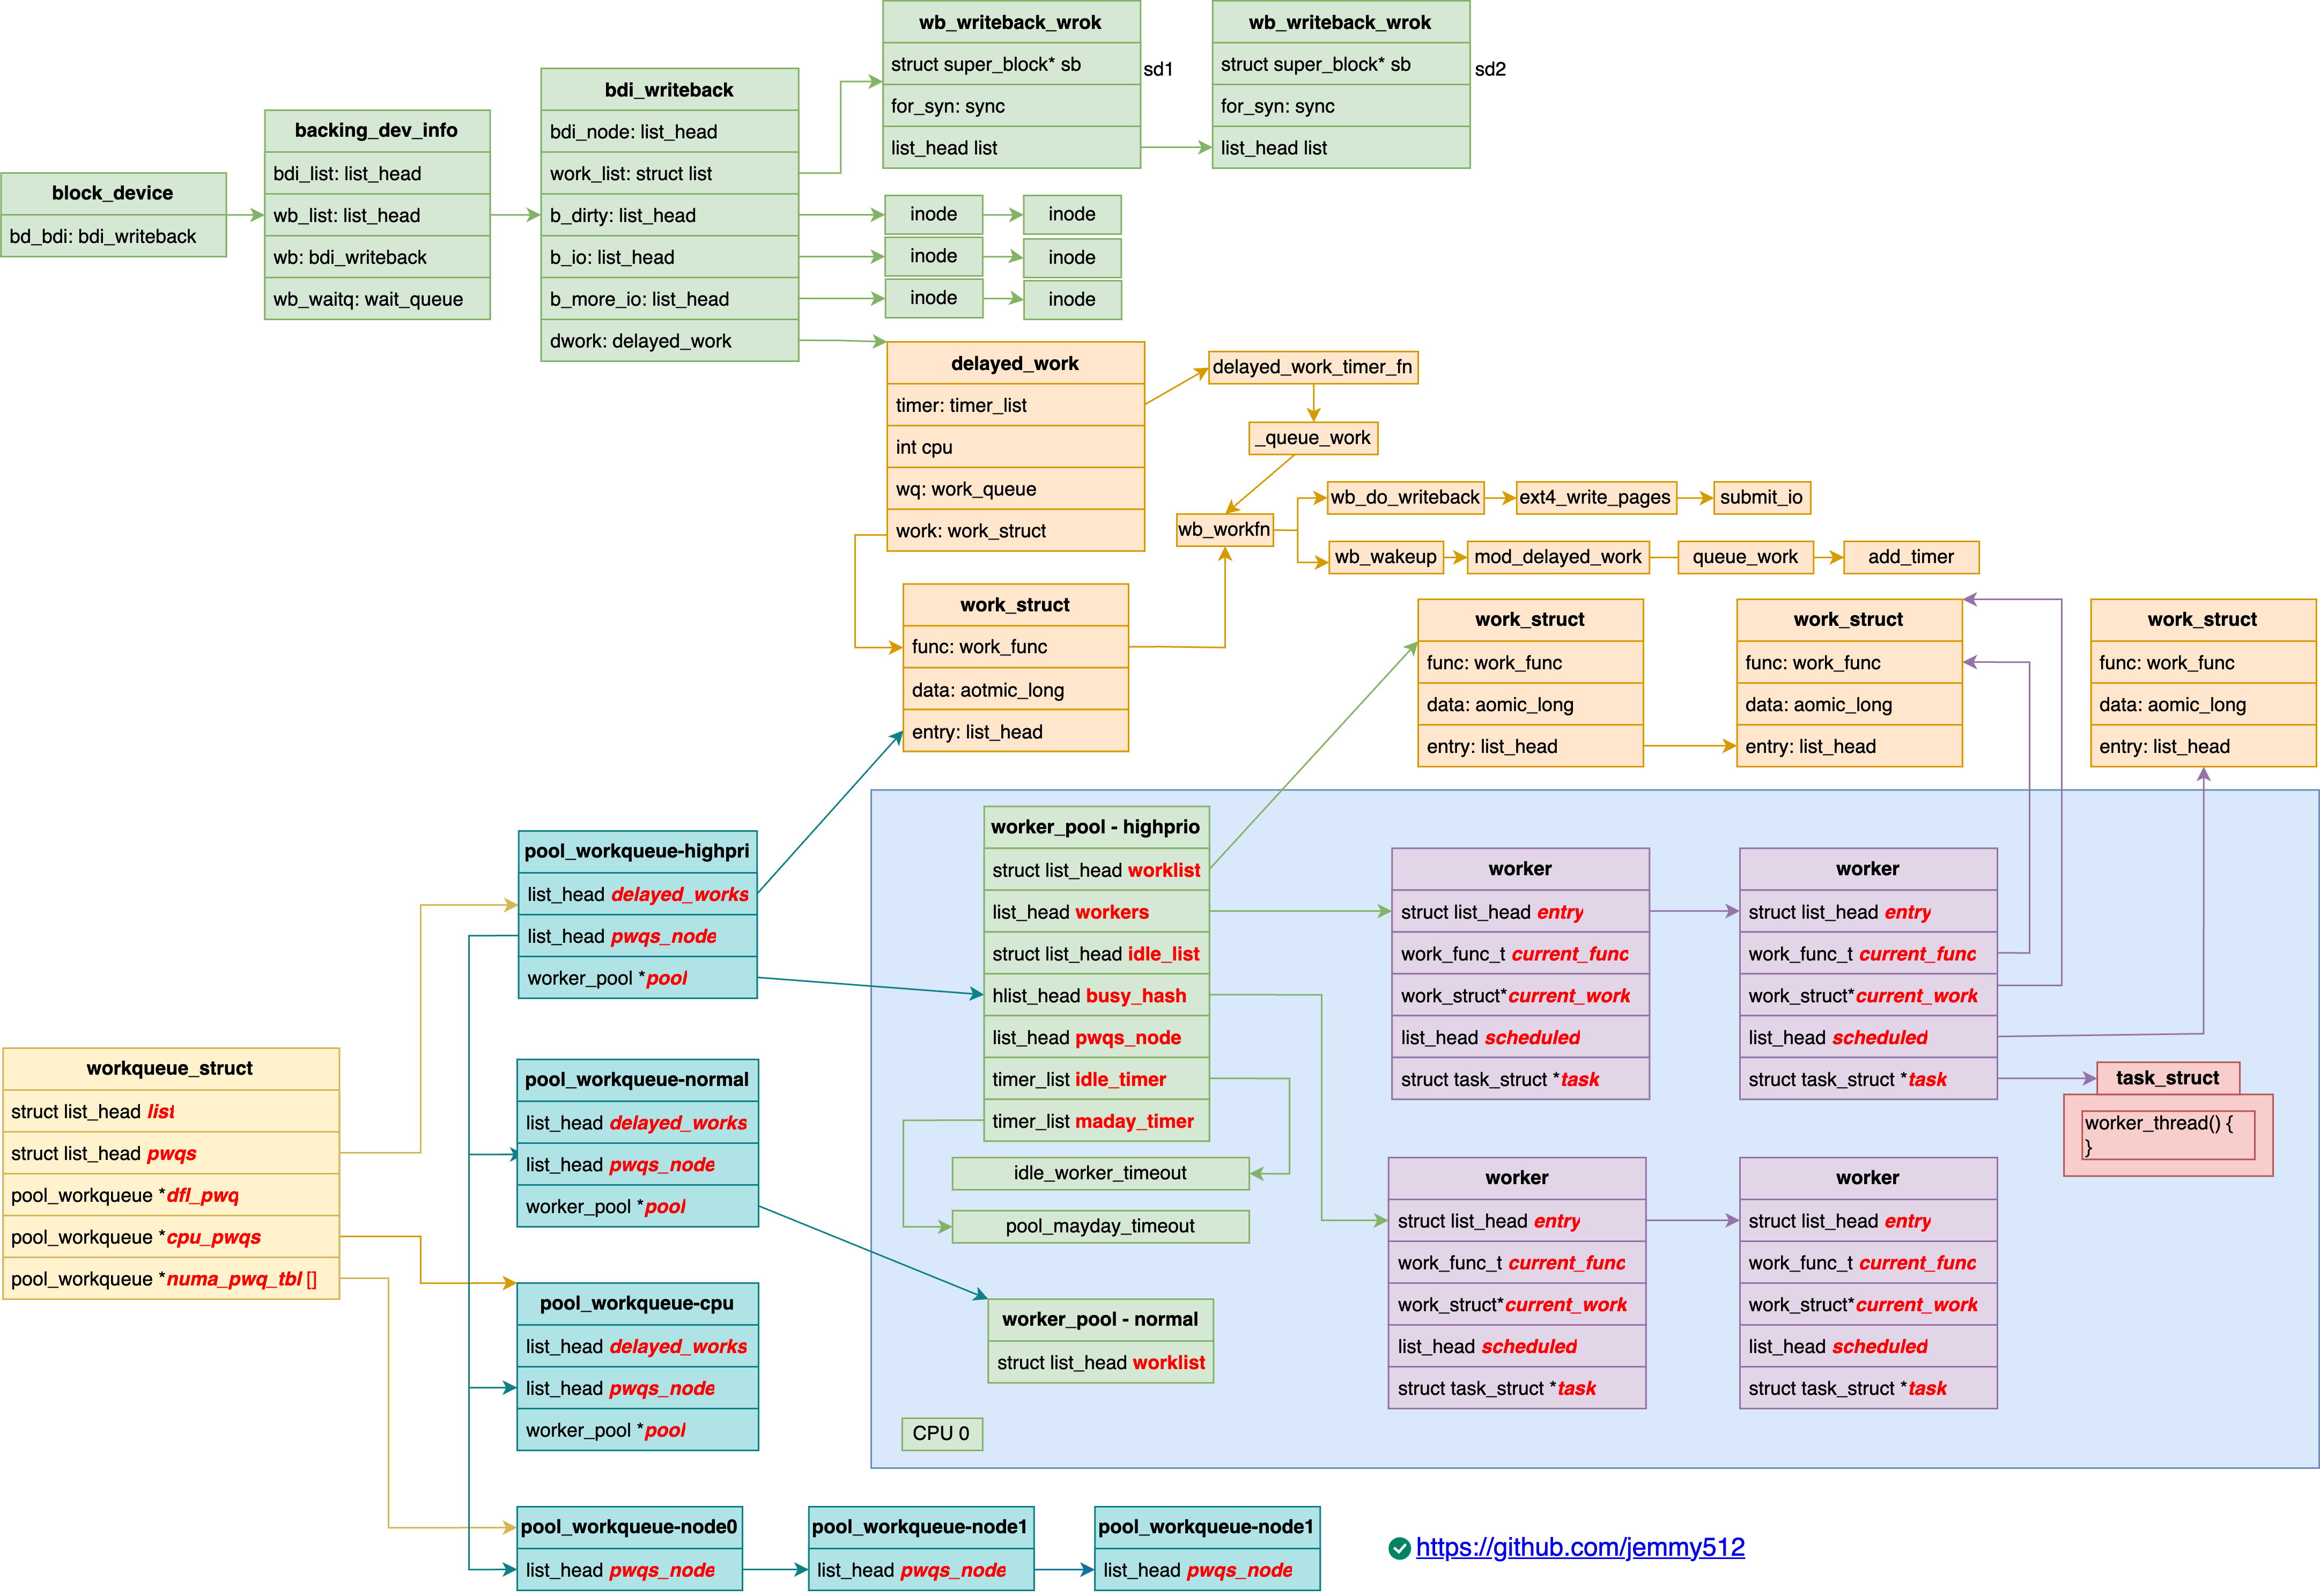 wb_writeback_wrok
struct super_block* sb
for_syn: sync
list_head list
sd1
wb_writeback_wrok
struct super_block* sb
for_syn: sync
list_head list
sd2
block_device
bd_bdi: bdi_writeback
backing_dev_info
bdi_list: list_head
wb_list: list_head
wb: bdi_writeback
wb_waitq: wait_queue
bdi_writeback
bdi_node: list_head
work_list: struct list
b_dirty: list_head
b_io: list_head
b_more_io: list_head
dwork: delayed_work
inode
inode
inode
inode
inode
inode
delayed_work
timer: timer_list
int cpu
wq: work_queue
work: work_struct
delayed_work_timer_fn
_queue_work
wb_workfn
wb_do_writeback
ext4_write_pages
submit_io
wb_wakeup
mod_delayed_work
queue_work
add_timer
work_struct
func: work_func
data: aotmic_long
entry: list_head
work_struct
func: work_func
data: aomic_long
entry: list_head
work_struct
func: work_func
data: aomic_long
entry: list_head
work_struct
func: work_func
data: aomic_long
entry: list_head
workqueue_struct
struct list_head list
struct list_head pwqs
pool_workqueue *dfl_pwq
pool_workqueue *cpu_pwqs
pool_workqueue *numa_pwq_tbl []
pool_workqueue-highpri
list_head delayed_works
list_head pwqs_node
worker_pool *pool
pool_workqueue-normal
list_head delayed_works
list_head pwqs_node
worker_pool *pool
pool_workqueue-cpu
list_head delayed_works
list_head pwqs_node
worker_pool *pool
worker_pool - highprio
struct list_head worklist
list_head workers
struct list_head idle_list
hlist_head busy_hash
list_head pwqs_node
timer_list idle_timer
timer_list maday_timer
idle_worker_timeout
pool_mayday_timeout
worker_pool - normal
struct list_head worklist
CPU 0
worker
struct list_head entry
work_func_t current_func
work_struct*current_work
list_head scheduled
struct task_struct *task
worker
struct list_head entry
work_func_t current_func
work_struct*current_work
list_head scheduled
struct task_struct *task
task_struct
worker_thread() {
}
worker
struct list_head entry
work_func_t current_func
work_struct*current_work
list_head scheduled
struct task_struct *task
worker
struct list_head entry
work_func_t current_func
work_struct*current_work
list_head scheduled
struct task_struct *task
pool_workqueue-node0
list_head pwqs_node
pool_workqueue-node1
list_head pwqs_node
pool_workqueue-node1
list_head pwqs_node
https://github.com/jemmy512